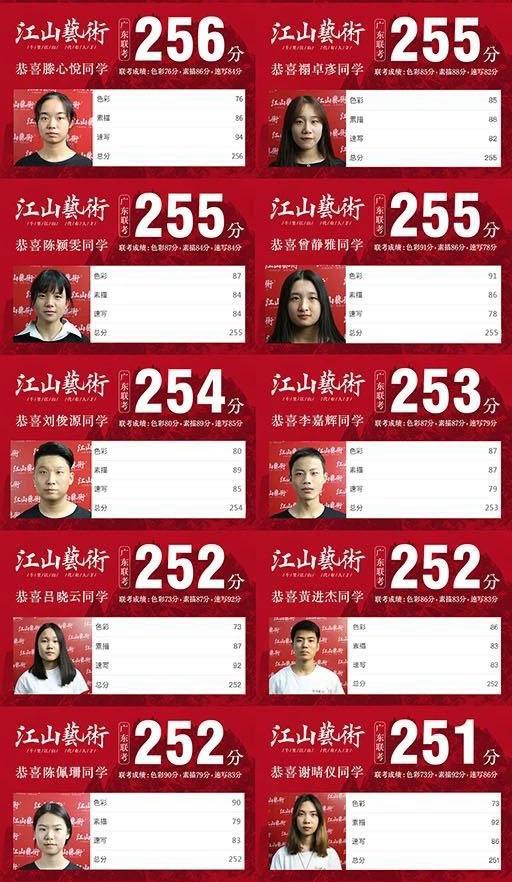 江山藝術
广东联考
256分
恭喜滕心悦同学
联考成绩：色彩76分，素描86分，速写84分
色彩 76
素描 86
速写 94
总分 256
江山藝術
广东联考
255分
恭喜褟卓彦同学
联考成绩：色彩85分，素描88分，速写82分
色彩 85
素描 88
速写 82
总分 255
江山藝術
广东联考
255分
恭喜陈颖雯同学
联考成绩：色彩87分，素描84分，速写84分
色彩 87
素描 84
速写 84
总分 255
江山藝術
广东联考
255分
恭喜曾静雅同学
联考成绩：色彩91分，素描86分，速写78分
色彩 91
素描 86
速写 78
总分 255
江山藝術
广东联考
254分
恭喜刘俊源同学
联考成绩：色彩80分，素描89分，速写85分
色彩 80
素描 89
速写 85
总分 254
江山藝術
广东联考
253分
恭喜李嘉辉同学
联考成绩：色彩87分，素描87分，速写79分
色彩 87
素描 87
速写 79
总分 253
江山藝術
广东联考
252分
恭喜吕晓云同学
联考成绩：色彩73分，素描87分，速写92分
色彩 73
素描 87
速写 92
总分 252
江山藝術
广东联考
252分
恭喜黄进杰同学
联考成绩：色彩86分，素描83分，速写83分
色彩 86
素描 83
速写 83
总分 252
江山藝術
广东联考
252分
恭喜陈佩珊同学
联考成绩：色彩90分，素描79分，速写83分
色彩 90
素描 79
速写 83
总分 252
江山藝術
广东联考
251分
恭喜谢啨仪同学
联考成绩：色彩73分，素描92分，速写86分
色彩 73
素描 92
速写 86
总分 251